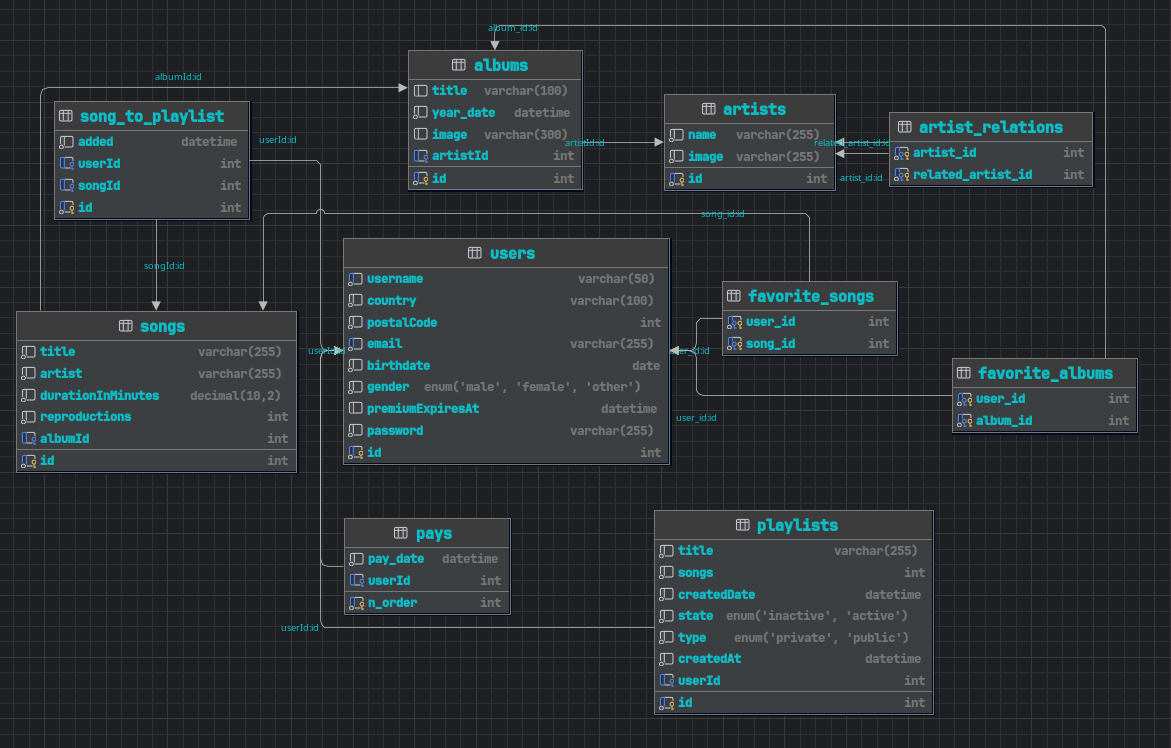 album_id:id
albums
title varchar(100)
year_date datetime
image varchar(300)
artistId int
id int
albumId:id
song_to_playlist
added datetime
userId int
songId int
id int
userId:id
artistId:id
artists
name varchar(255)
image varchar(255)
id int
related_artist_id:id
artist_id:id
artist_relations
artist_id int
related_artist_id int
song_id:id
songId:id
users
username varchar(50)
country varchar(100)
postalCode int
email varchar(255)
birthdate date
gender enum('male', 'female', 'other')
premiumExpiresAt datetime
password varchar(255)
id int
favorite_songs
user_id int
song_id int
songs
title varchar(255)
artist varchar(255)
durationInMinutes decimal(10,2)
reproductions int
albumId int
id int
userId:id
user_id:id
favorite_albums
user_id int
album_id int
user_id:id
pays
pay_date datetime
userId int
n_order int
playlists
title varchar(255)
songs int
createdDate datetime
state enum('inactive', 'active')
type enum('private', 'public')
createdAt datetime
userId int
id int
userId:id